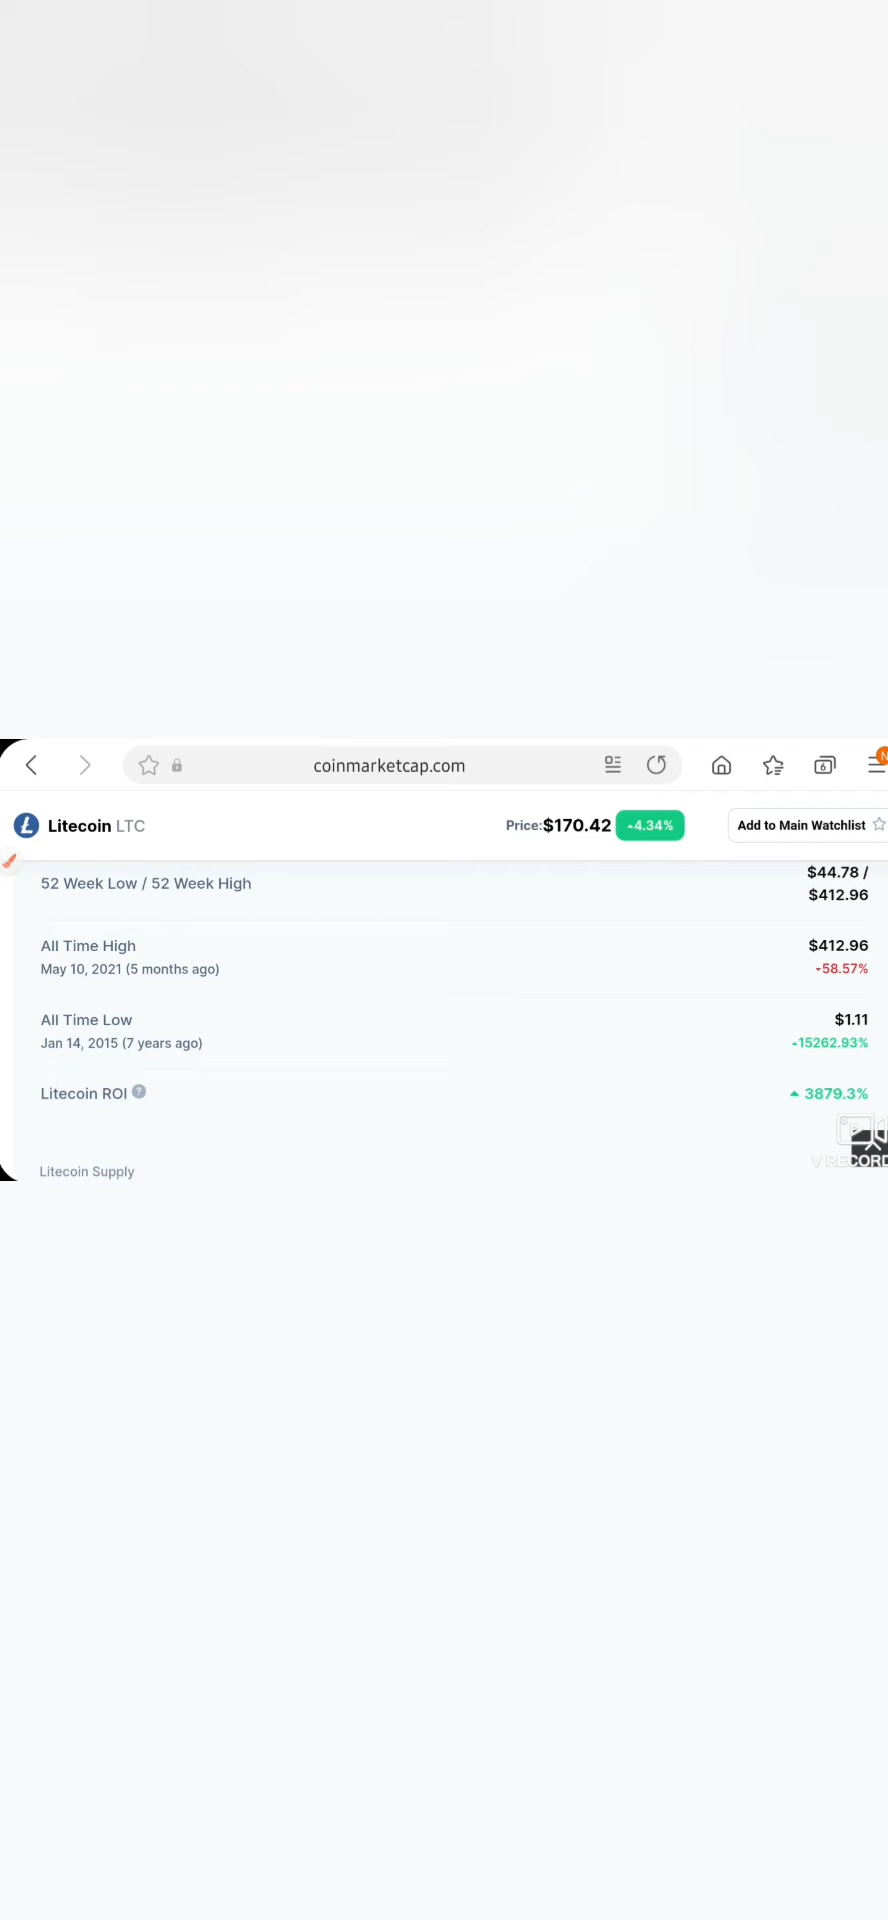 coinmarketcap.com
6
N
Litecoin LTC
Price:$170.42 4.34%
Add to Main Watchlist
52 Week Low / 52 Week High
$44.78 /
$412.96
All Time High
$412.96
May 10, 2021 (5 months ago)
58.57%
All Time Low
$1.11
Jan 14, 2015 (7 years ago)
15262.93%
Litecoin ROI ?
3879.3%
V RECORD
Litecoin Supply